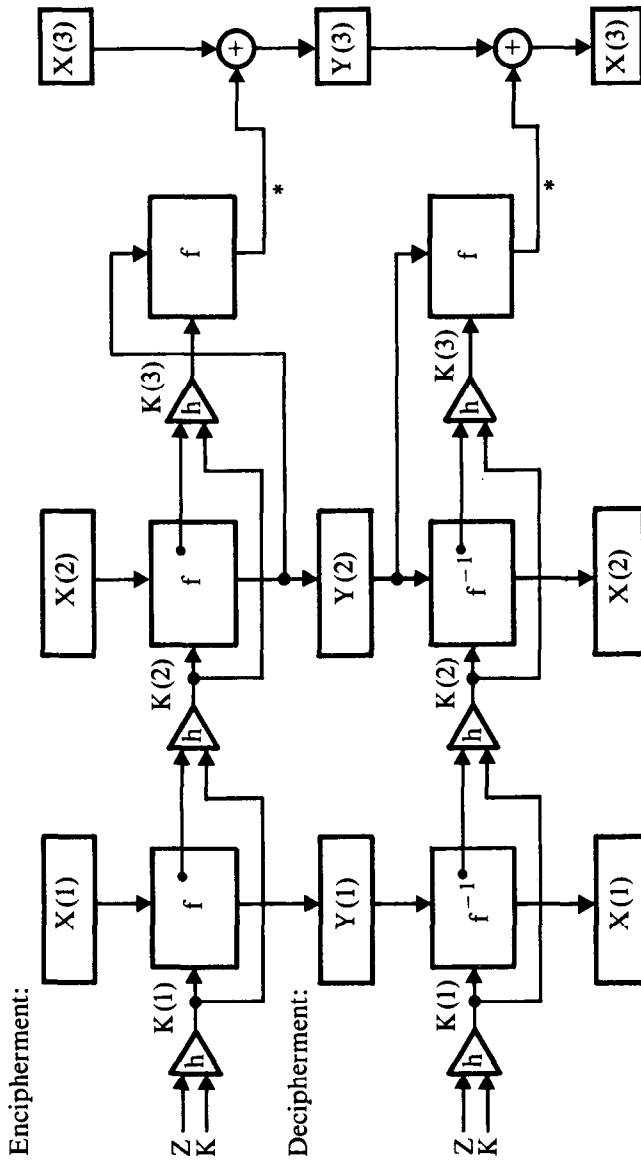 Encipherment:
X(1) X(2) X(3)
K(1) K(2) K(3)
Z
K
h f h f h f +
*
Y(1) Y(2) Y(3)
Decipherment:
K(1) K(2) K(3)
Z
K
h f⁻¹ h f⁻¹ h f +
*
X(1) X(2) X(3)